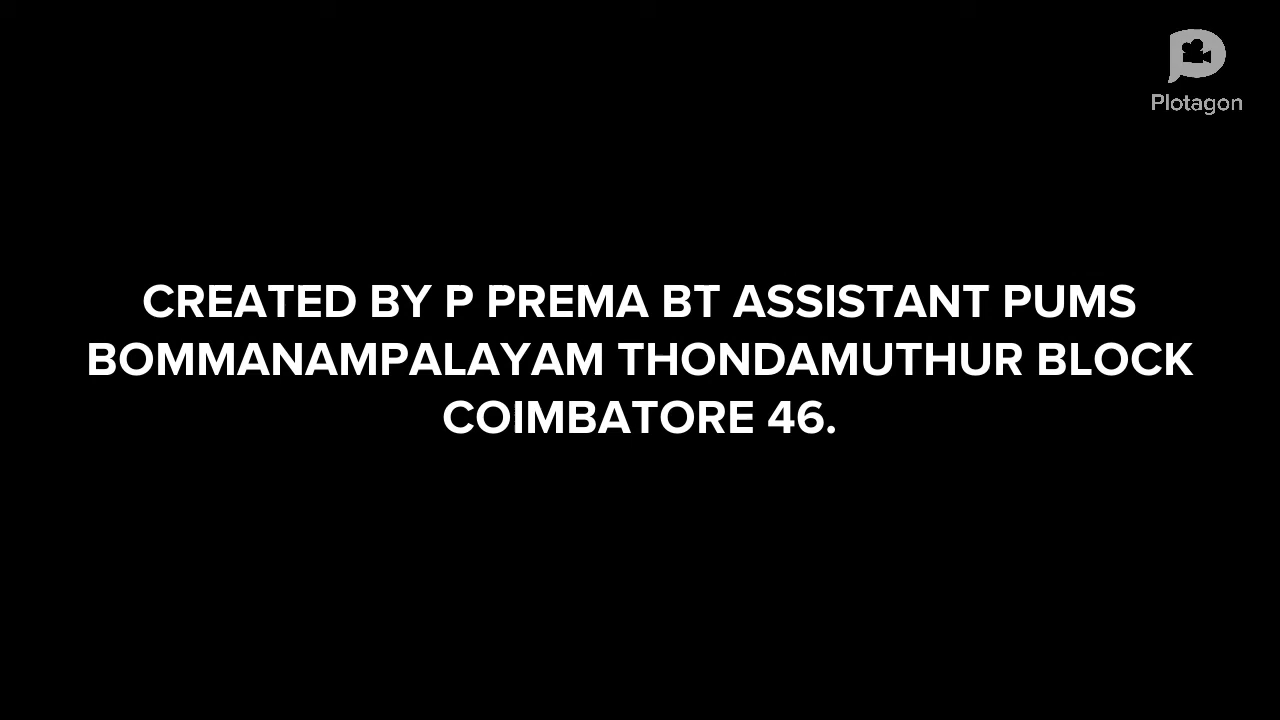 Plotagon
CREATED BY P PREMA BT ASSISTANT PUMS
BOMMANAMPALAYAM THONDAMUTHUR BLOCK
COIMBATORE 46.